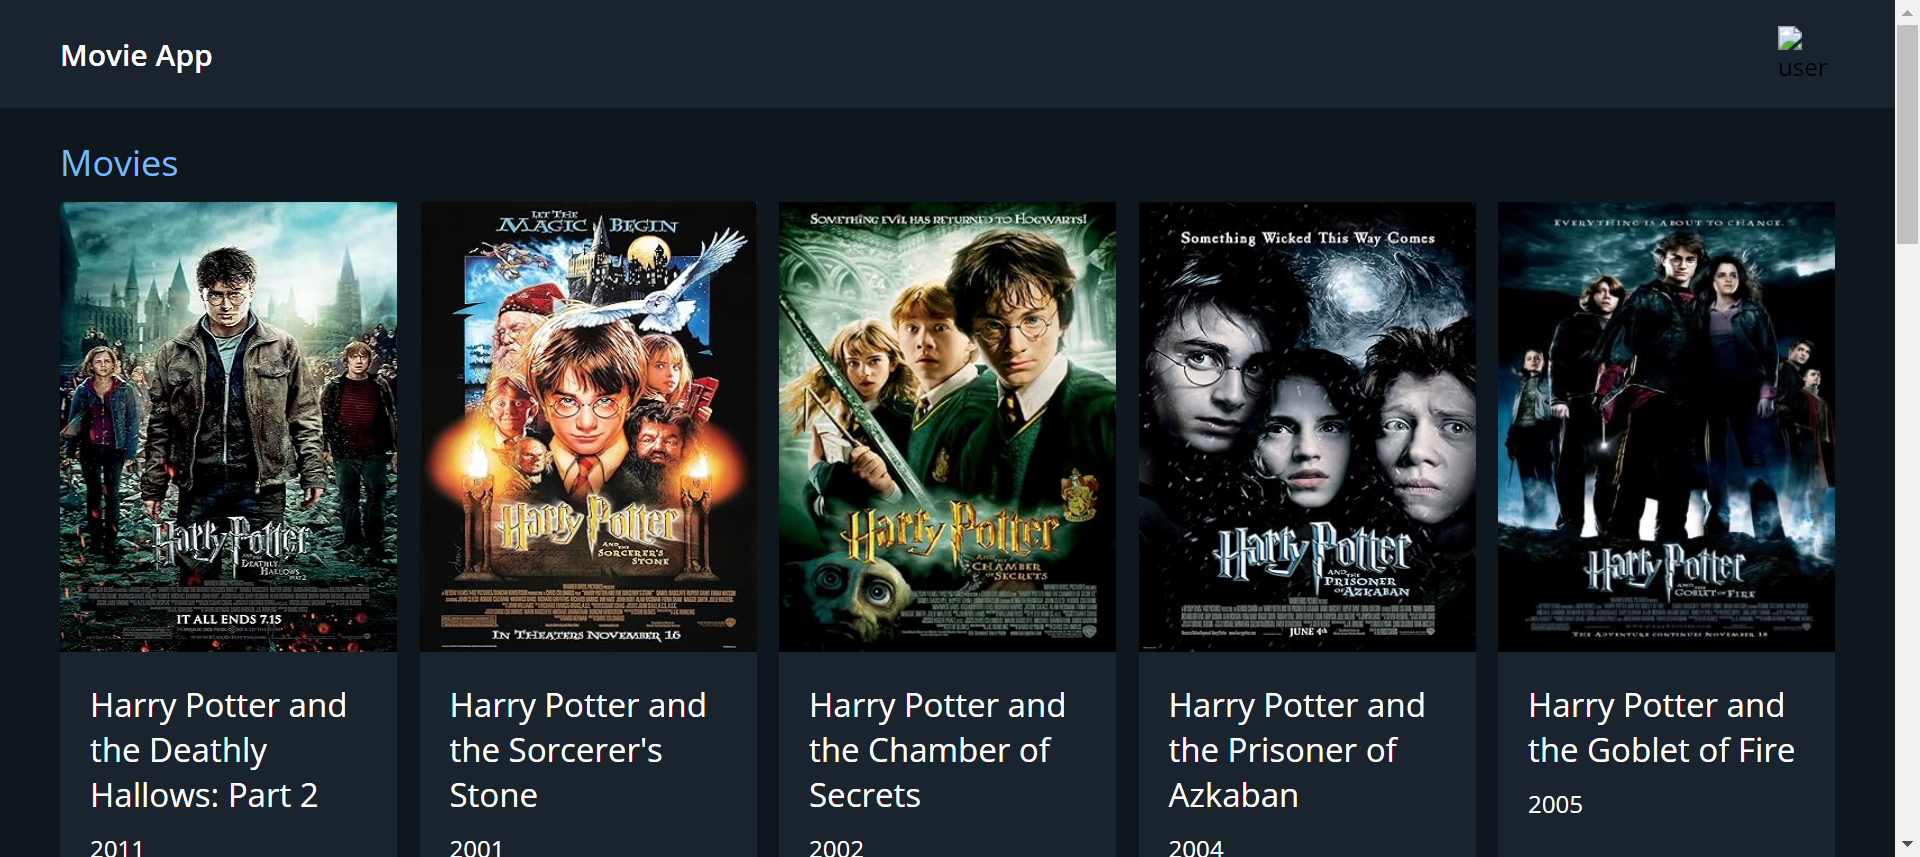 Movie App
user
Movies
IT ALL ENDS 7.15
Harry Potter
AND THE
DEATHLY
HALLOWS
PART 2
LET THE
MAGIC BEGIN
Harry Potter
AND THE
SORCERER'S
STONE
IN THEATERS NOVEMBER 16
SOMETHING EVIL HAS RETURNED TO HOGWARTS!
Harry Potter
AND THE
CHAMBER
OF SECRETS
Something Wicked This Way Comes
Harry Potter
AND THE
PRISONER
OF AZKABAN
JUNE 4th
EVERYTHING IS ABOUT TO CHANGE.
Harry Potter
AND THE
GOBLET OF FIRE
THE ADVENTURE CONTINUES NOVEMBER 18
Harry Potter and
the Deathly
Hallows: Part 2
2011
Harry Potter and
the Sorcerer's
Stone
2001
Harry Potter and
the Chamber of
Secrets
2002
Harry Potter and
the Prisoner of
Azkaban
2004
Harry Potter and
the Goblet of Fire
2005